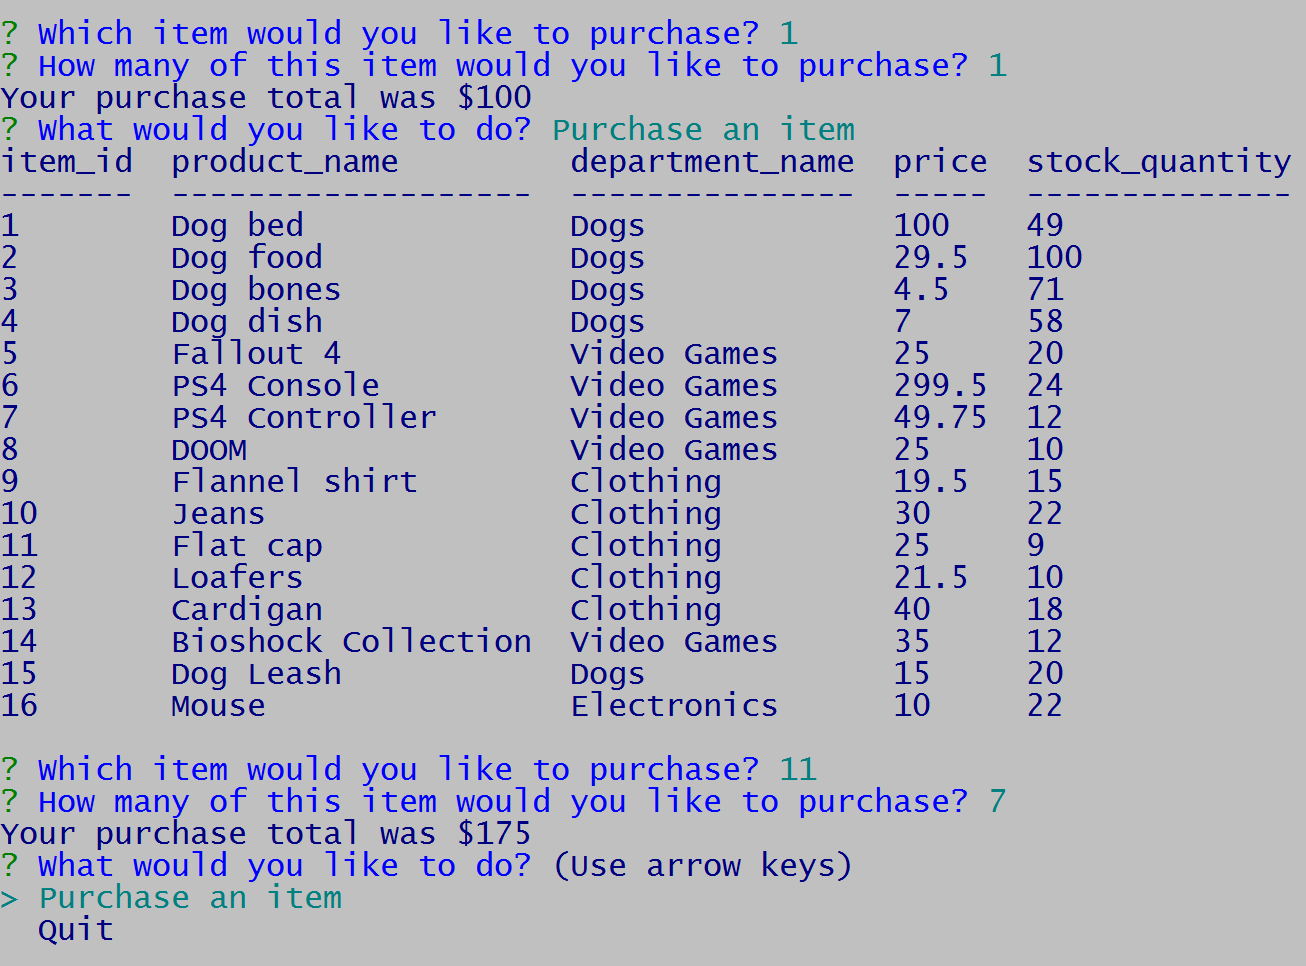 ? Which item would you like to purchase? 1
? How many of this item would you like to purchase? 1
Your purchase total was $100
? What would you like to do? Purchase an item
item_id  product_name         department_name  price  stock_quantity
-------  -------------------  ---------------  -----  --------------
1        Dog bed              Dogs             100    49
2        Dog food             Dogs             29.5   100
3        Dog bones            Dogs             4.5    71
4        Dog dish             Dogs             7      58
5        Fallout 4            Video Games      25     20
6        PS4 Console          Video Games      299.5  24
7        PS4 Controller       Video Games      49.75  12
8        DOOM                 Video Games      25     10
9        Flannel shirt        Clothing         19.5   15
10       Jeans                Clothing         30     22
11       Flat cap             Clothing         25     9
12       Loafers              Clothing         21.5   10
13       Cardigan             Clothing         40     18
14       Bioshock Collection  Video Games      35     12
15       Dog Leash            Dogs             15     20
16       Mouse                Electronics      10     22

? Which item would you like to purchase? 11
? How many of this item would you like to purchase? 7
Your purchase total was $175
? What would you like to do? (Use arrow keys)
> Purchase an item
  Quit